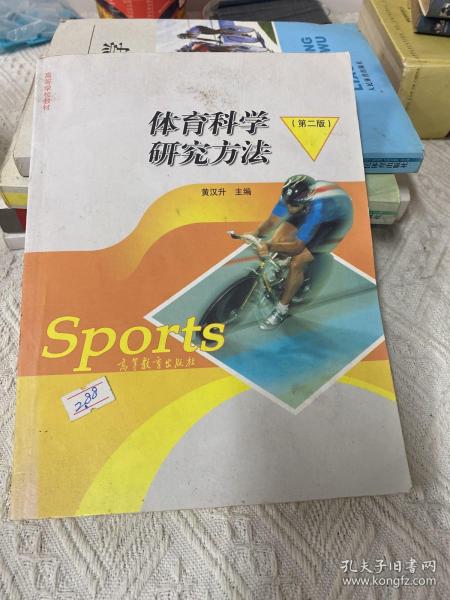 高等学校教材
体育科学
研究方法
(第二版)
黄汉升 主编
Sports
高等教育出版社
288
学
孔夫子旧书网
www.kongfz.com